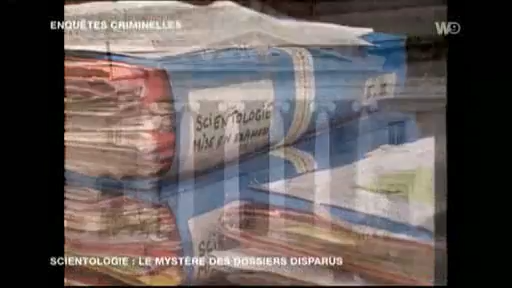 ENQUÊTES CRIMINELLES
W9
SCIENTOLOGIE
MISE EN EXAMEN
SCIENTOLOGIE : LE MYSTÈRE DES DOSSIERS DISPARUS